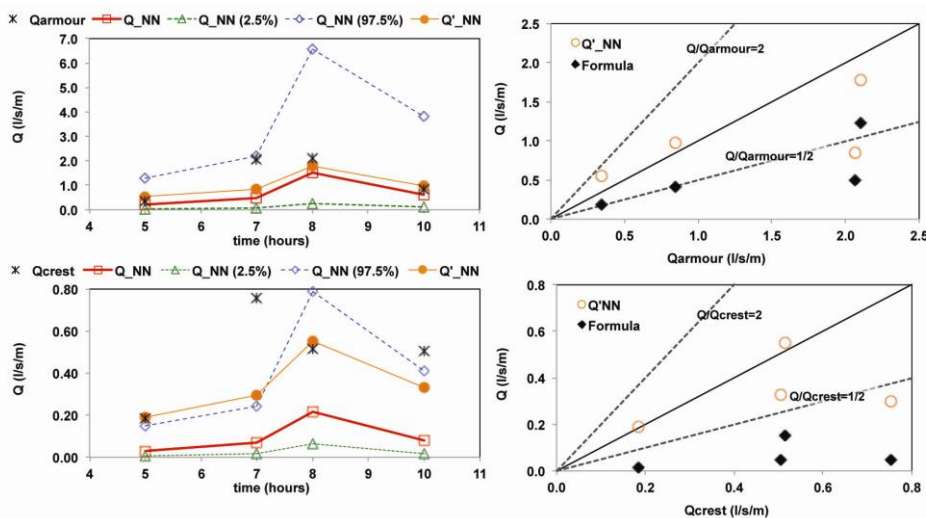 Qarmour Q_NN Q_NN (2.5%) Q_NN (97.5%) Q'_NN
7.0
6.0
5.0
4.0
3.0
2.0
1.0
0.0
Q (l/s/m)
4 5 6 7 8 9 10 11
time (hours)
2.5
2.0
1.5
1.0
0.5
0.0
Q (l/s/m)
Q'_NN
Formula
Q/Qarmour=2
Q/Qarmour=1/2
0.0 0.5 1.0 1.5 2.0 2.5
Qarmour (l/s/m)
Qcrest Q_NN Q_NN (2.5%) Q_NN (97.5%) Q'_NN
0.80
0.60
0.40
0.20
0.00
Q (l/s/m)
4 5 6 7 8 9 10 11
time (hours)
0.8
0.6
0.4
0.2
0.0
Q (l/s/m)
Q'NN
Formula
Q/Qcrest=2
Q/Qcrest=1/2
0.0 0.2 0.4 0.6 0.8
Qcrest (l/s/m)